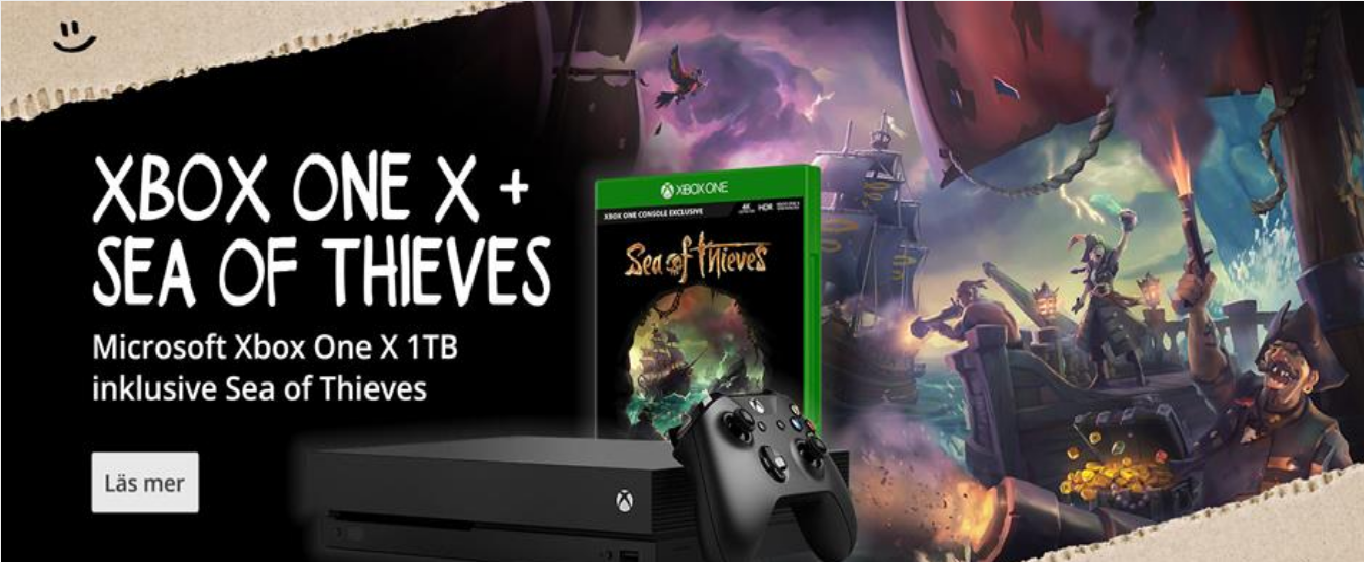 XBOX ONE X +
SEA OF THIEVES
Microsoft Xbox One X 1TB
inklusive Sea of Thieves
Läs mer
XBOX ONE
XBOX ONE CONSOLE EXCLUSIVE
4K
HDR
Sea of Thieves